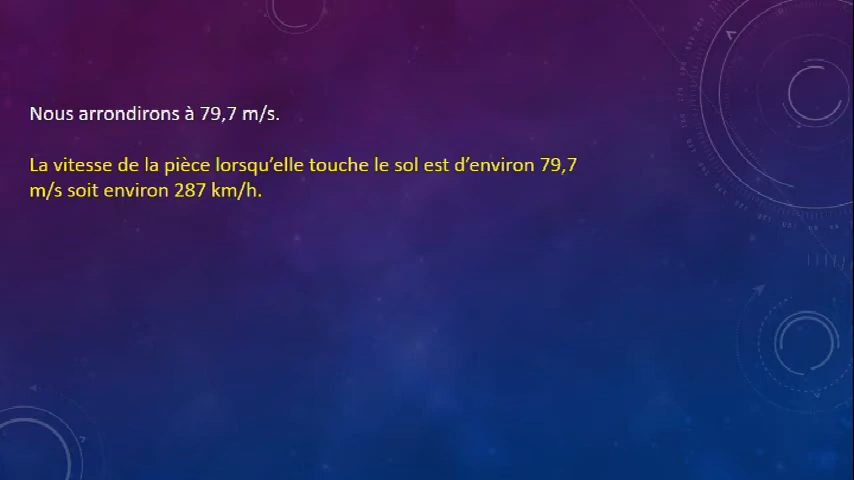 Nous arrondirons à 79,7 m/s.
La vitesse de la pièce lorsqu’elle touche le sol est d’environ 79,7
m/s soit environ 287 km/h.